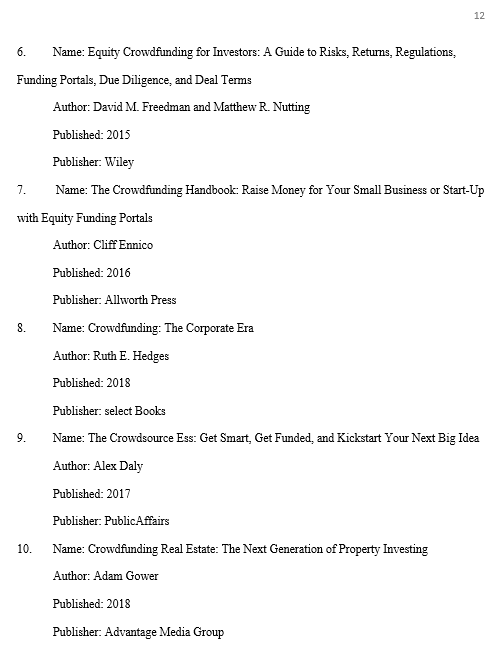 12
6. Name: Equity Crowdfunding for Investors: A Guide to Risks, Returns, Regulations,
Funding Portals, Due Diligence, and Deal Terms
Author: David M. Freedman and Matthew R. Nutting
Published: 2015
Publisher: Wiley
7. Name: The Crowdfunding Handbook: Raise Money for Your Small Business or Start-Up
with Equity Funding Portals
Author: Cliff Ennico
Published: 2016
Publisher: Allworth Press
8. Name: Crowdfunding: The Corporate Era
Author: Ruth E. Hedges
Published: 2018
Publisher: select Books
9. Name: The Crowdsource Ess: Get Smart, Get Funded, and Kickstart Your Next Big Idea
Author: Alex Daly
Published: 2017
Publisher: PublicAffairs
10. Name: Crowdfunding Real Estate: The Next Generation of Property Investing
Author: Adam Gower
Published: 2018
Publisher: Advantage Media Group